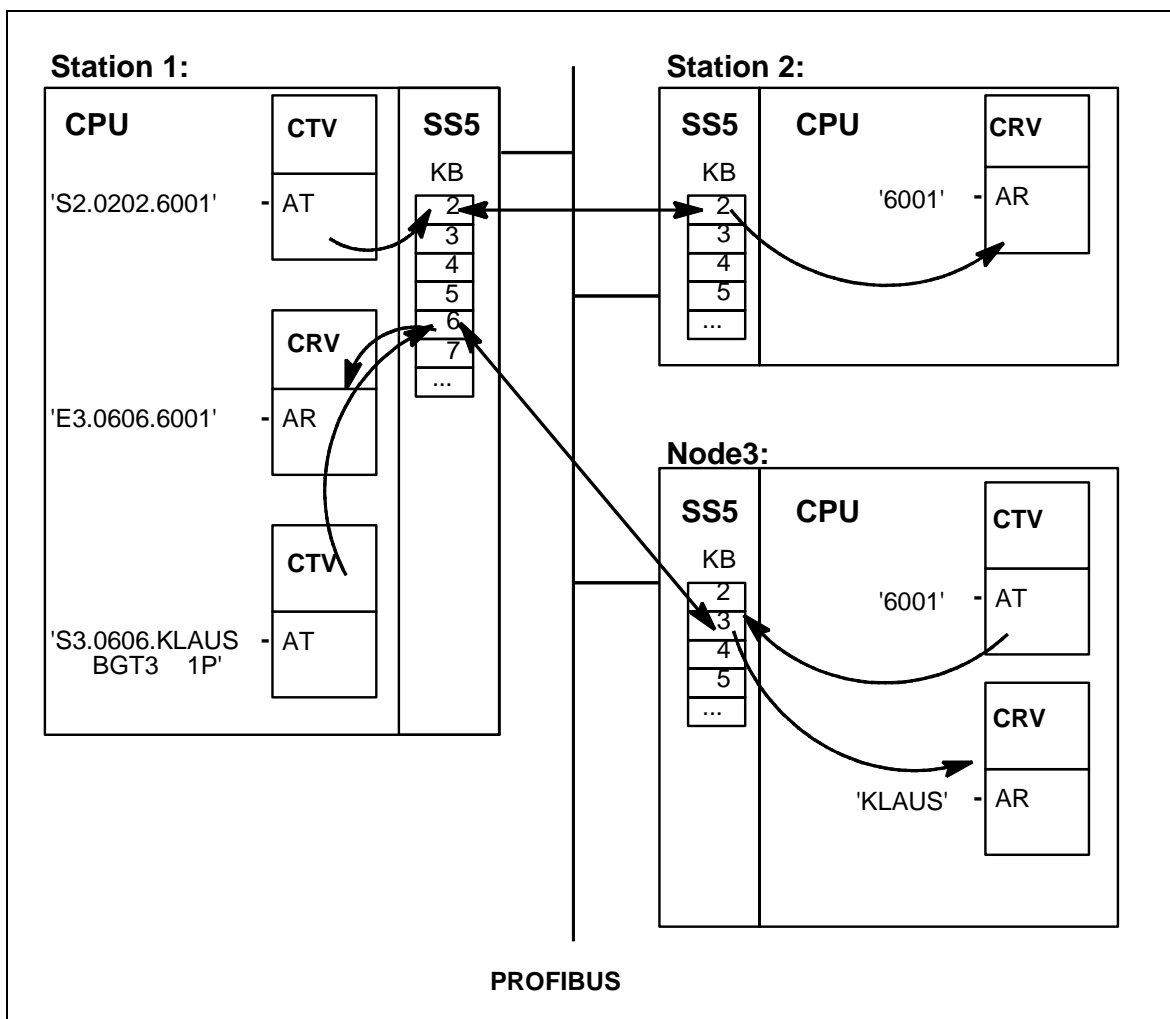 Station 1:
CPU
CTV
SS5
KB
'S2.0202.6001'
- AT
2
3
4
5
6
7
...
CRV
'E3.0606.6001'
- AR
CTV
'S3.0606.KLAUS
BGT3 1P'
- AT
Station 2:
SS5
CPU
CRV
KB
'6001'
- AR
2
3
4
5
...
Node3:
SS5
CPU
CTV
KB
'6001'
- AT
2
3
4
5
...
CRV
'KLAUS'
- AR
PROFIBUS